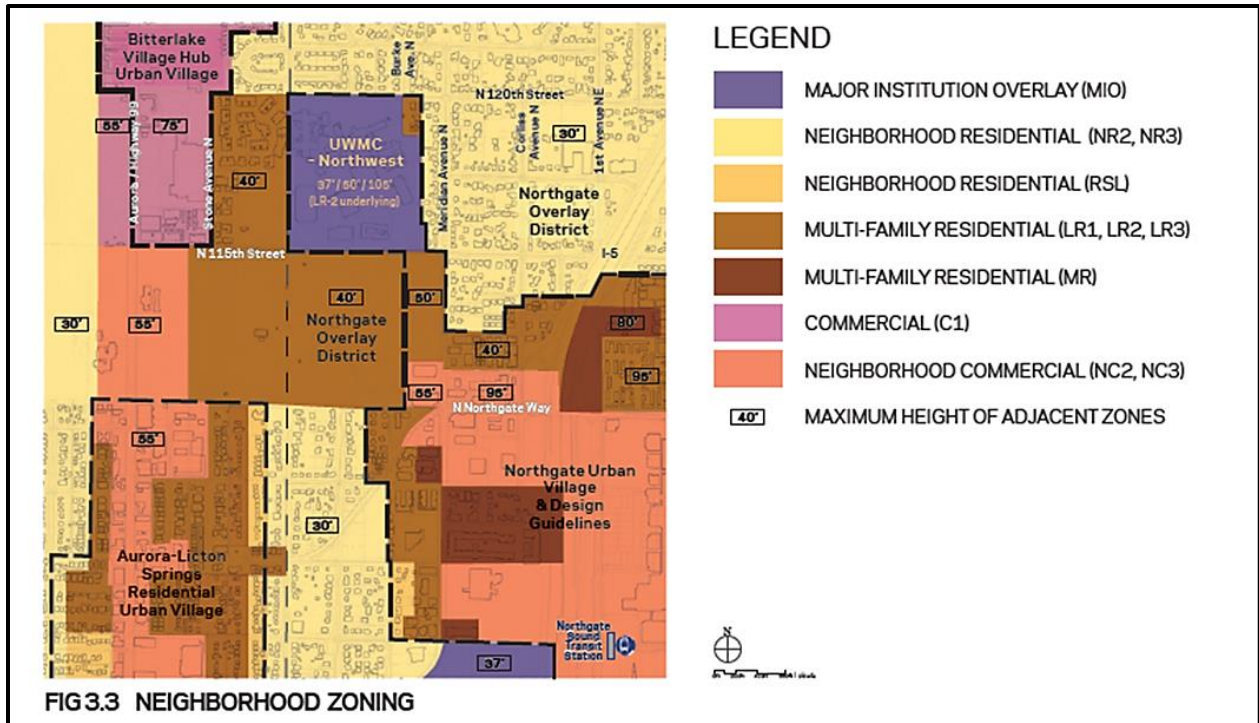 Bitterlake
Village Hub
Urban Village
55'
75'
Aurora / Highway 99
Stone Avenue N
40'
UWMC
- Northwest
37' / 50' / 105'
(LR-2 underlying)
Burke
Ave. N
Meridian Avenue N
N 120th Street
Corliss
Avenue N
30'
1st Avenue NE
Northgate
Overlay
District
I-5
N 115th Street
30'
55'
40'
Northgate
Overlay
District
50'
40'
80'
95'
55'
95'
N Northgate Way
55'
30'
Northgate Urban
Village
& Design
Guidelines
Aurora-Licton
Springs
Residential
Urban Village
Northgate
Sound
Transit
Station
37'
FIG 3.3 NEIGHBORHOOD ZONING
LEGEND
MAJOR INSTITUTION OVERLAY (MIO)
NEIGHBORHOOD RESIDENTIAL (NR2, NR3)
NEIGHBORHOOD RESIDENTIAL (RSL)
MULTI-FAMILY RESIDENTIAL (LR1, LR2, LR3)
MULTI-FAMILY RESIDENTIAL (MR)
COMMERCIAL (C1)
NEIGHBORHOOD COMMERCIAL (NC2, NC3)
40' MAXIMUM HEIGHT OF ADJACENT ZONES
N